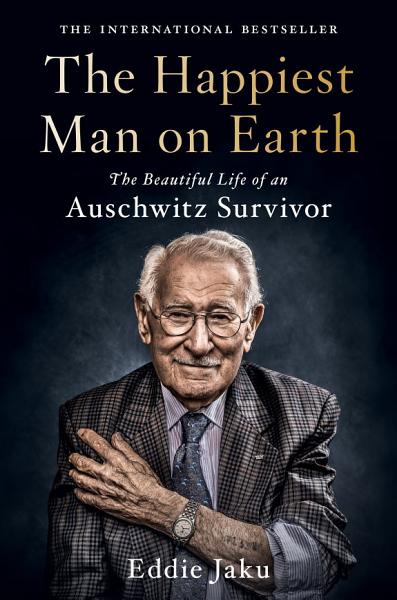 THE INTERNATIONAL BESTSELLER
The Happiest
Man on Earth
The Beautiful Life of an
Auschwitz Survivor
Eddie Jaku